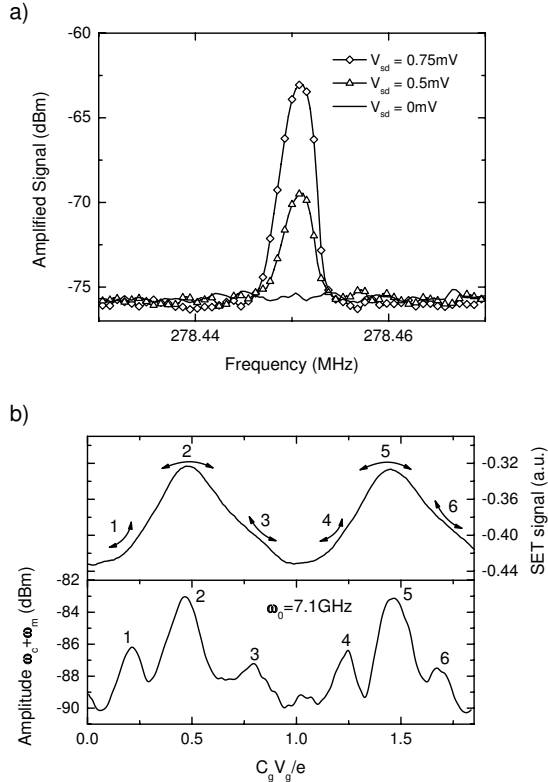 a)
-60
-65
-70
-75
Amplified Signal (dBm)
V_sd = 0.75mV
V_sd = 0.5mV
V_sd = 0mV
278.44
278.46
Frequency (MHz)
b)
1
2
3
4
5
6
-0.32
-0.36
-0.40
-0.44
SET signal (a.u.)
-82
-84
-86
-88
-90
Amplitude ω_c+ω_m (dBm)
ω_0=7.1GHz
1
2
3
4
5
6
0.0
0.5
1.0
1.5
C_gV_g/e